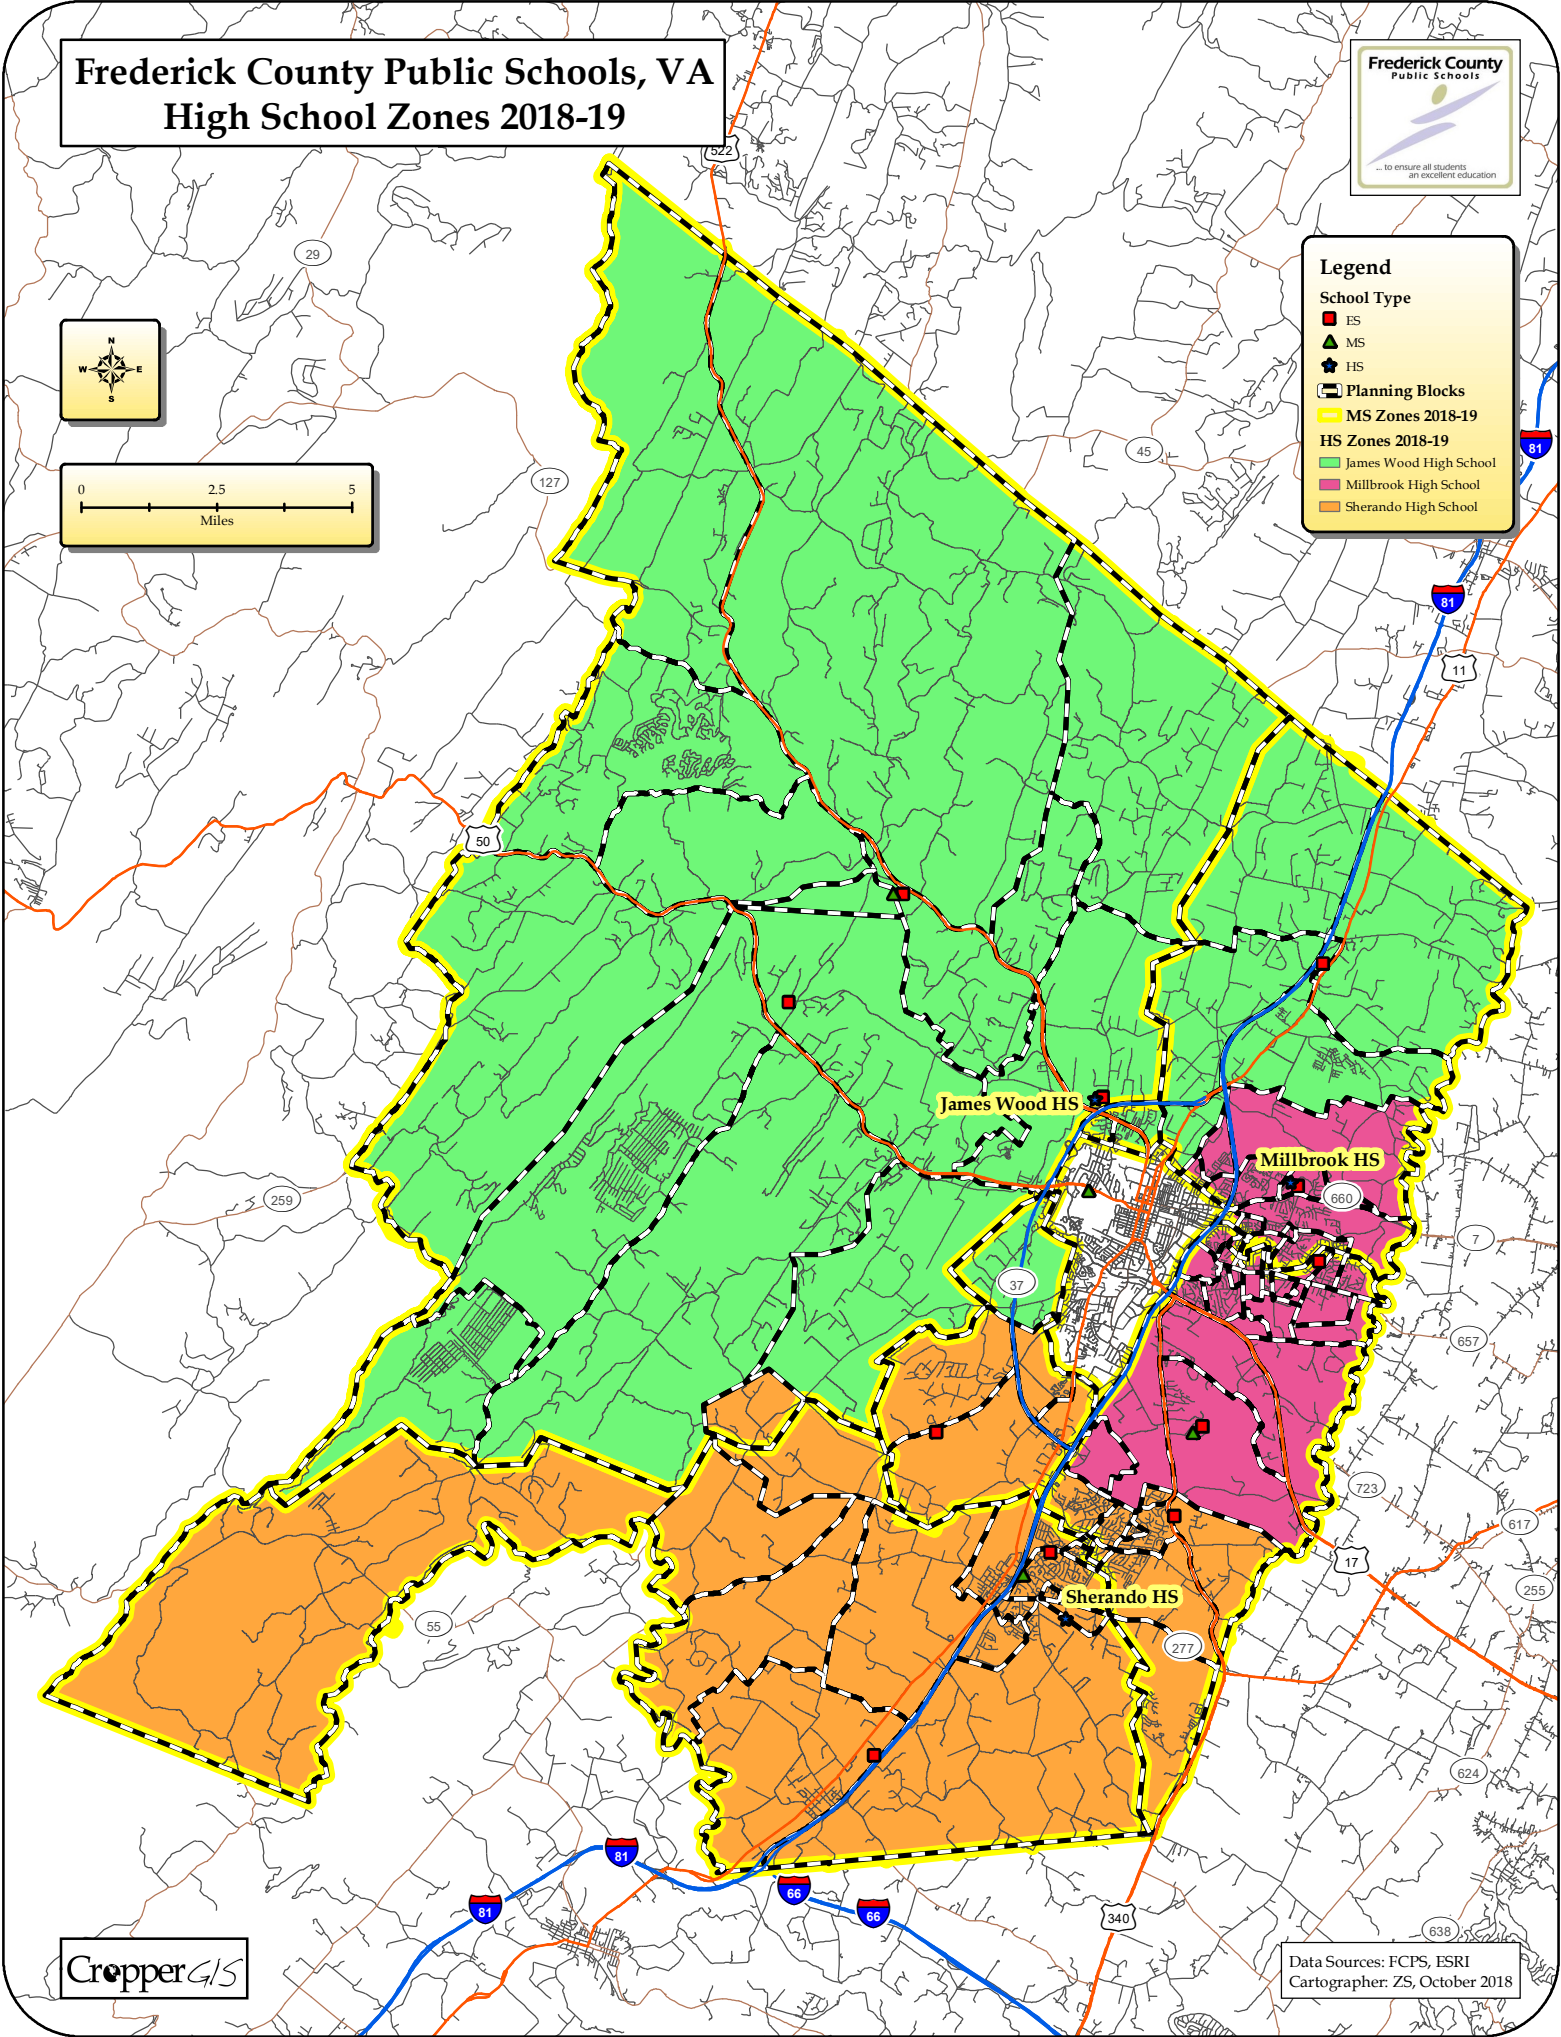 Frederick County Public Schools, VA
High School Zones 2018-19
Frederick County
Public Schools
... to ensure all students
an excellent education
522
29
N
W E
S
0 2.5 5
Miles
127
45
Legend
School Type
ES
MS
HS
Planning Blocks
MS Zones 2018-19
HS Zones 2018-19
James Wood High School
Millbrook High School
Sherando High School
81
81
11
50
James Wood HS
Millbrook HS
660
259
7
37
657
723
617
17
255
Sherando HS
55
277
624
81
66
81
66
340
638
CropperGIS
Data Sources: FCPS, ESRI
Cartographer: ZS, October 2018